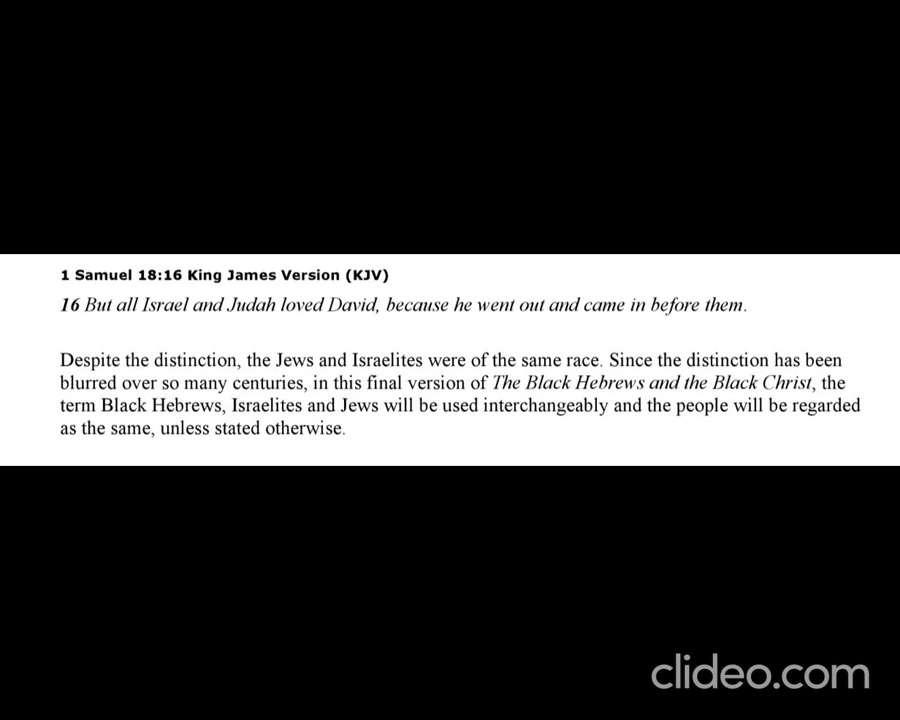 1 Samuel 18:16 King James Version (KJV)
16 But all Israel and Judah loved David, because he went out and came in before them.
Despite the distinction, the Jews and Israelites were of the same race. Since the distinction has been
blurred over so many centuries, in this final version of The Black Hebrews and the Black Christ, the
term Black Hebrews, Israelites and Jews will be used interchangeably and the people will be regarded
as the same, unless stated otherwise.
clideo.com